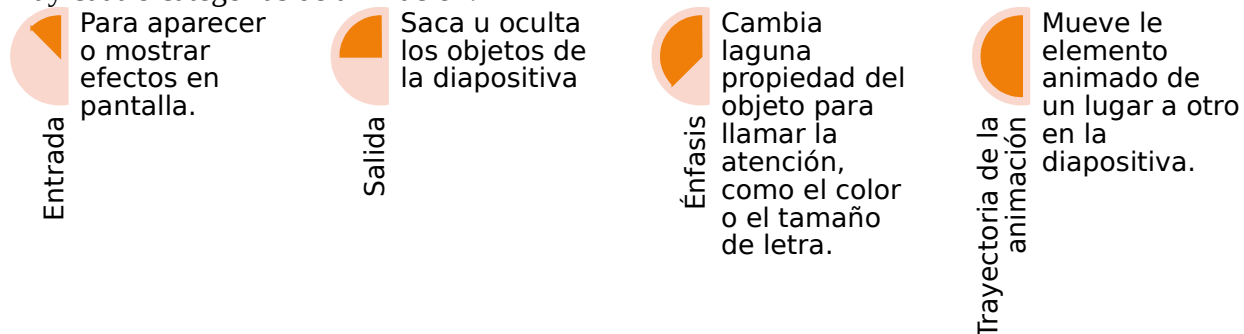 Para aparecer
o mostrar
efectos en
pantalla.
Entrada
Saca u oculta
los objetos de
la diapositiva
Salida
Cambia
laguna
propiedad del
objeto para
llamar la
atención,
como el color
o el tamaño
de letra.
Énfasis
Mueve le
elemento
animado de
un lugar a otro
en la
diapositiva.
Trayectoria de la
animación